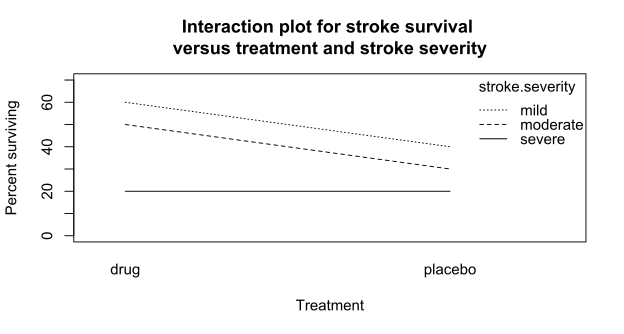 Interaction plot for stroke survival
versus treatment and stroke severity
stroke.severity
mild
moderate
severe
Percent surviving
60
40
20
0
drug
placebo
Treatment